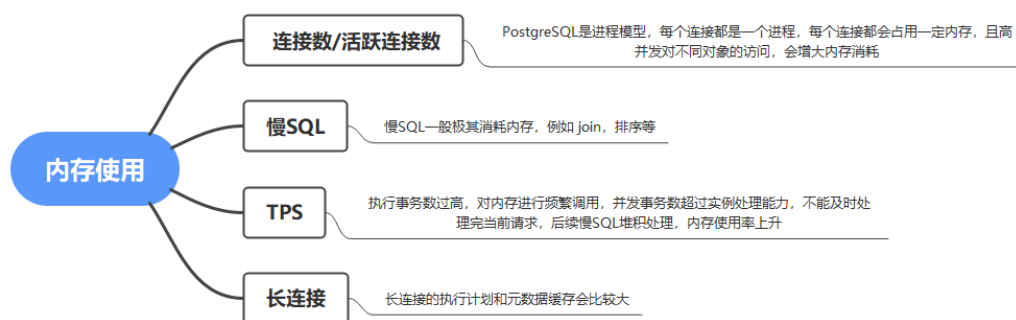 连接数/活跃连接数
PostgreSQL是进程模型，每个连接都是一个进程，每个连接都会占用一定内存，且高
并发对不同对象的访问，会增大内存消耗
慢SQL
慢SQL一般极其消耗内存，例如 join，排序等
内存使用
TPS
执行事务数过高，对内存进行频繁调用，并发事务数超过实例处理能力，不能及时处
理完当前请求，后续慢SQL堆积处理，内存使用率上升
长连接
长连接的执行计划和元数据缓存会比较大